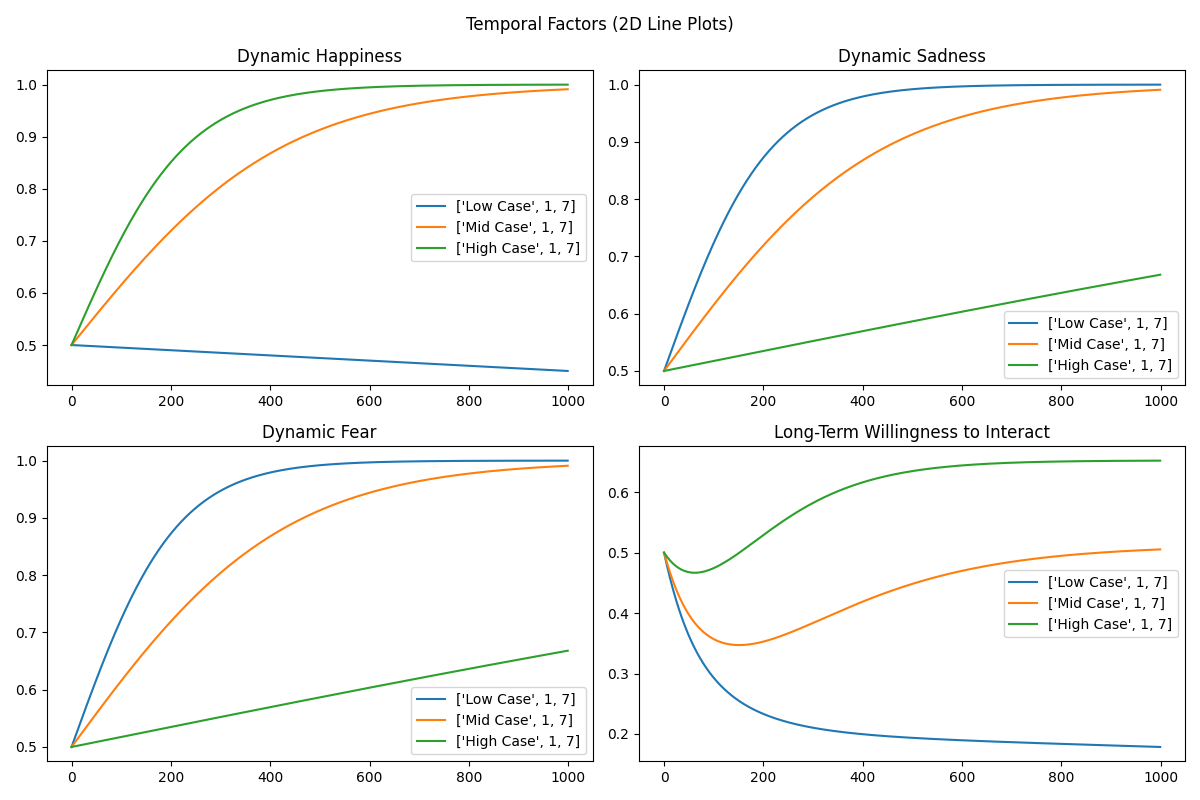 Temporal Factors (2D Line Plots)
Dynamic Happiness
1.0
0.9
0.8
0.7
0.6
0.5
['Low Case', 1, 7]
['Mid Case', 1, 7]
['High Case', 1, 7]
0 200 400 600 800 1000
Dynamic Sadness
1.0
0.9
0.8
0.7
0.6
0.5
['Low Case', 1, 7]
['Mid Case', 1, 7]
['High Case', 1, 7]
0 200 400 600 800 1000
Dynamic Fear
1.0
0.9
0.8
0.7
0.6
0.5
['Low Case', 1, 7]
['Mid Case', 1, 7]
['High Case', 1, 7]
0 200 400 600 800 1000
Long-Term Willingness to Interact
0.6
0.5
0.4
0.3
0.2
['Low Case', 1, 7]
['Mid Case', 1, 7]
['High Case', 1, 7]
0 200 400 600 800 1000